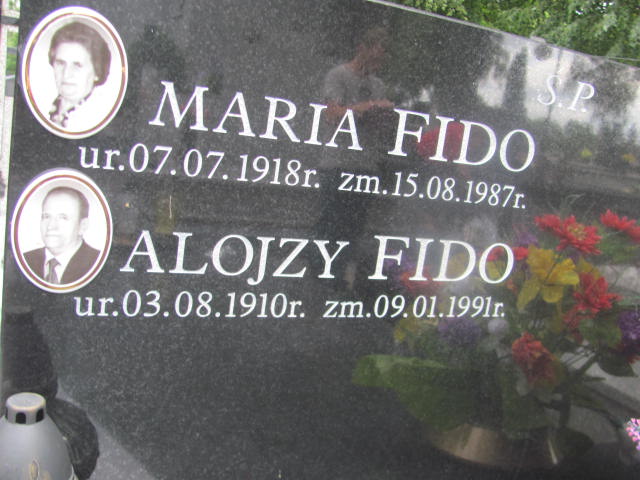 Ś.P.
MARIA FIDO
ur.07.07.1918r. zm.15.08.1987r.
ALOJZY FIDO
ur.03.08.1910r. zm.09.01.1991r.